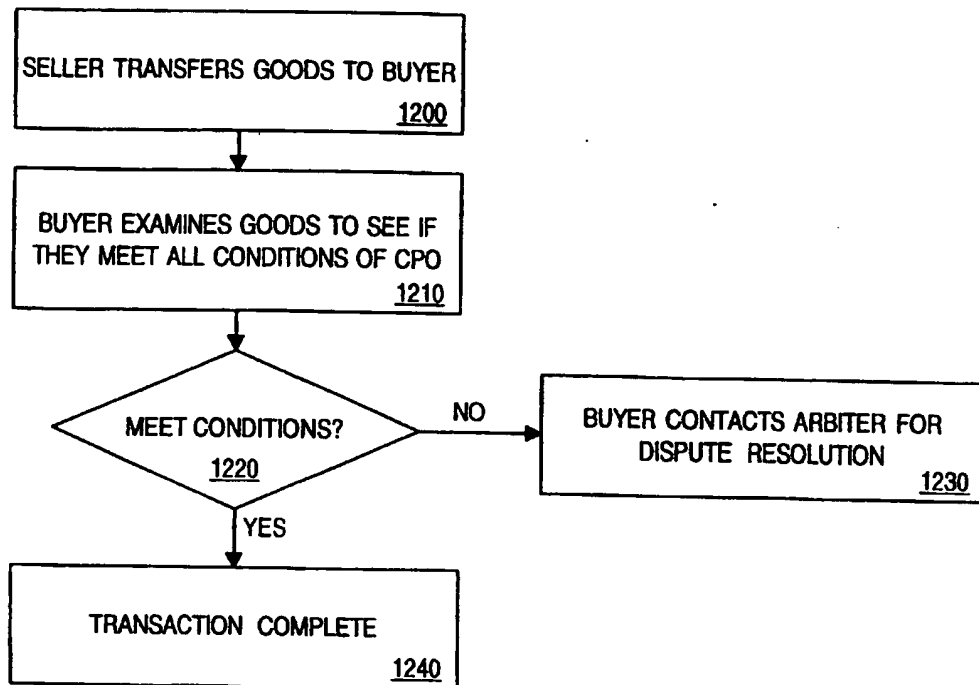 SELLER TRANSFERS GOODS TO BUYER
1200
BUYER EXAMINES GOODS TO SEE IF
THEY MEET ALL CONDITIONS OF CPO
1210
MEET CONDITIONS?
1220
NO
BUYER CONTACTS ARBITER FOR
DISPUTE RESOLUTION
1230
YES
TRANSACTION COMPLETE
1240